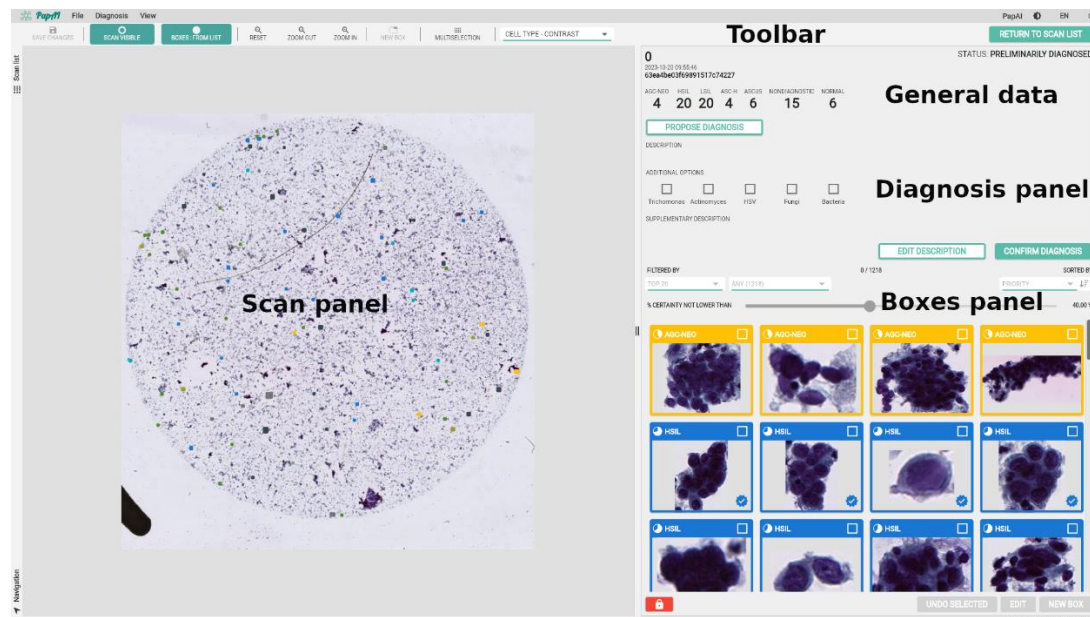 PapAI File Diagnosis View PapAI EN
SAVE CHANGES SCAN VISIBLE BOXES: FROM LIST RESET ZOOM OUT ZOOM IN NEW BOX MULTISELECTION CELL TYPE - CONTRAST Toolbar RETURN TO SCAN LIST
Scan list
0 STATUS: PRELIMINARILY DIAGNOSED
2023-10-23 09:55:46
63ea4be03f69891517c74227
General data
AGC-NEO HSIL LSIL ASC-H ASCUS NONDIAGNOSTIC NORMAL
4 20 20 4 6 15 6
PROPOSE DIAGNOSIS
DESCRIPTION
Diagnosis panel
ADDITIONAL OPTIONS
Trichomonas Actinomyces HSV Fungi Bacteria
SUPPLEMENTARY DESCRIPTION
EDIT DESCRIPTION CONFIRM DIAGNOSIS
FILTERED BY 0 / 1218 SORTED BY
TOP 20 ANY (1218) PRIORITY
% CERTAINTY NOT LOWER THAN 40.00 %
Scan panel
Boxes panel
AGC-NEO AGC-NEO AGC-NEO AGC-NEO
HSIL HSIL HSIL HSIL
HSIL HSIL HSIL HSIL
Navigation
UNDO SELECTED EDIT NEW BOX